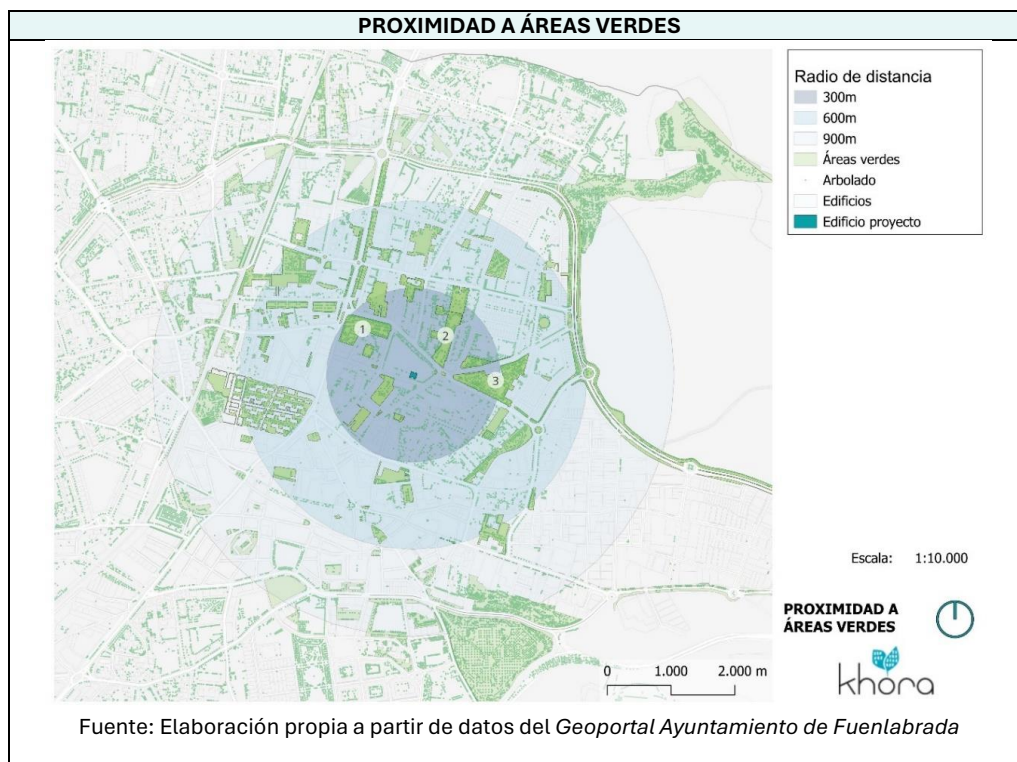 PROXIMIDAD A ÁREAS VERDES
Radio de distancia
300m
600m
900m
Áreas verdes
Arbolado
Edificios
Edificio proyecto
1
2
3
Escala: 1:10.000
PROXIMIDAD A
ÁREAS VERDES
khora
0 1.000 2.000 m
Fuente: Elaboración propia a partir de datos del Geoportal Ayuntamiento de Fuenlabrada